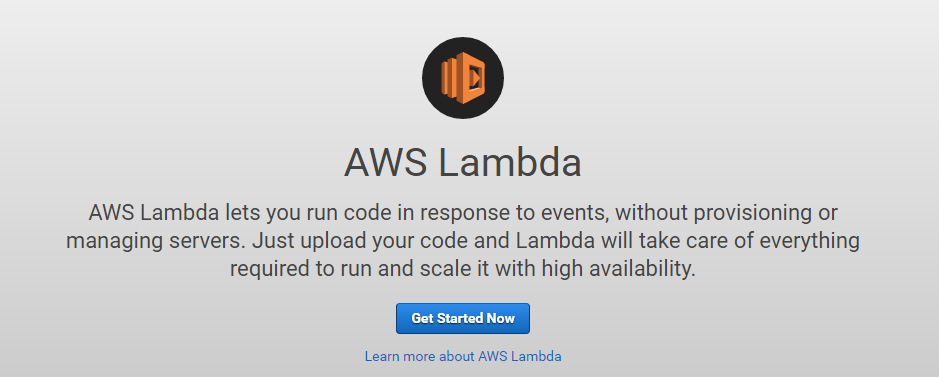 AWS Lambda
AWS Lambda lets you run code in response to events, without provisioning or
managing servers. Just upload your code and Lambda will take care of everything
required to run and scale it with high availability.
Get Started Now
Learn more about AWS Lambda